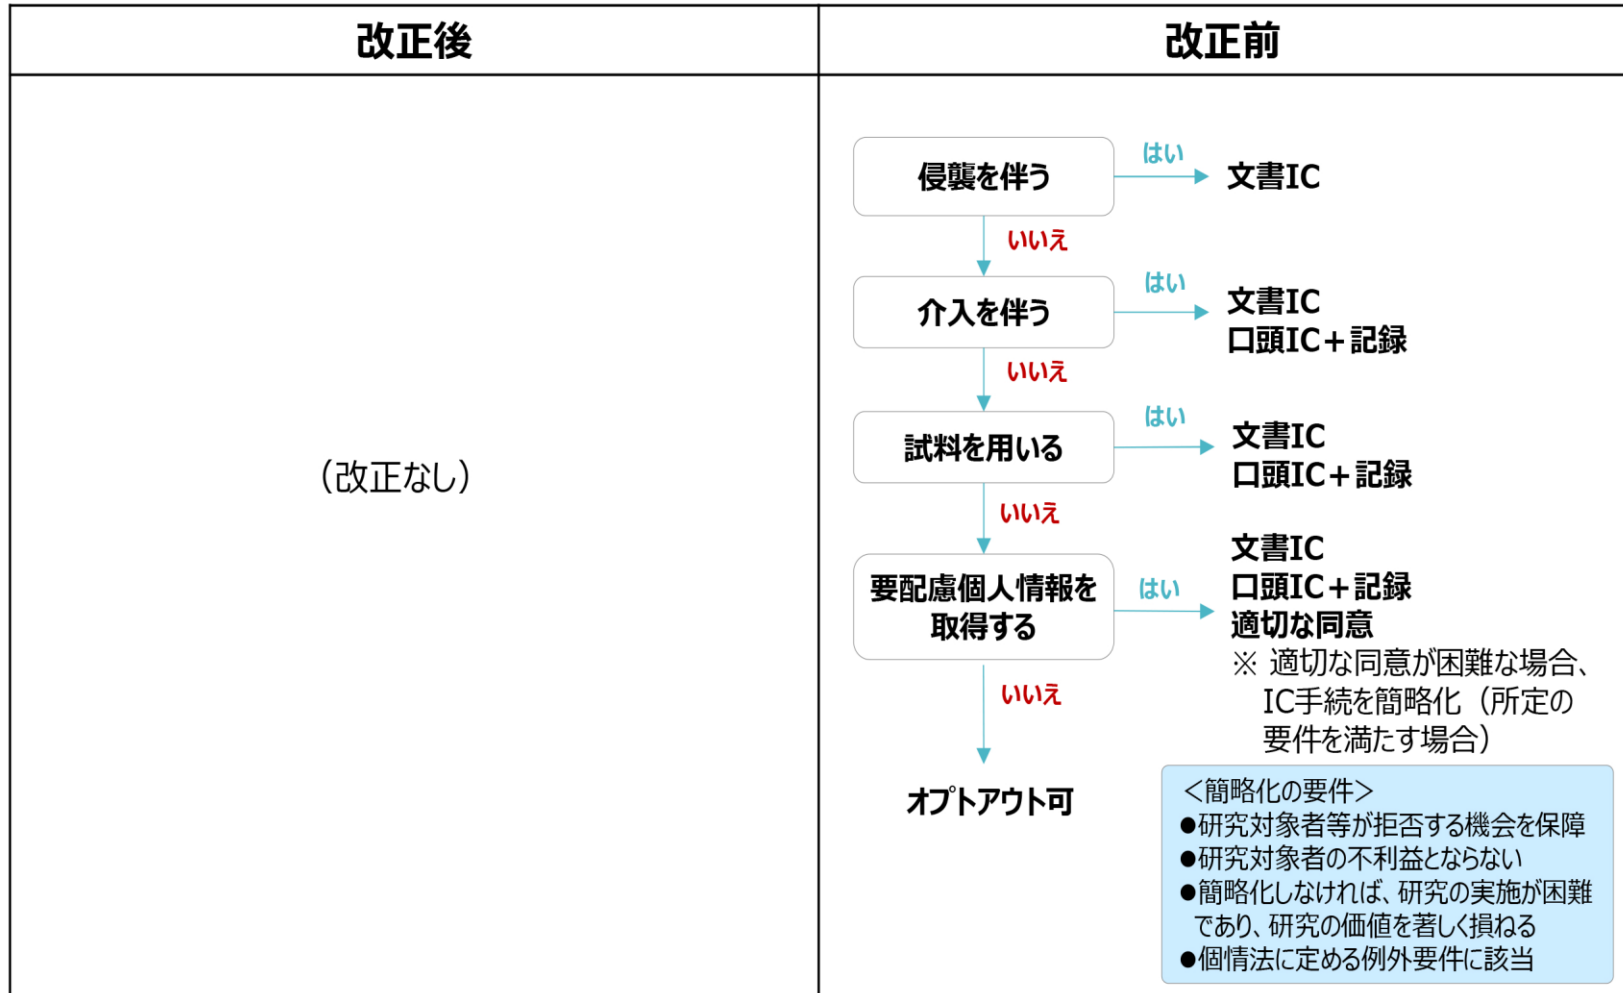 改正後
改正前
(改正なし)
侵襲を伴う
はい
文書IC
いいえ
介入を伴う
はい
文書IC
口頭IC+記録
いいえ
試料を用いる
はい
文書IC
口頭IC+記録
いいえ
要配慮個人情報を
取得する
はい
文書IC
口頭IC+記録
適切な同意
※ 適切な同意が困難な場合、
IC手続を簡略化(所定の
要件を満たす場合)
いいえ
オプトアウト可
<簡略化の要件>
●研究対象者等が拒否する機会を保障
●研究対象者の不利益とならない
●簡略化しなければ、研究の実施が困難
であり、研究の価値を著しく損ねる
●個情法に定める例外要件に該当